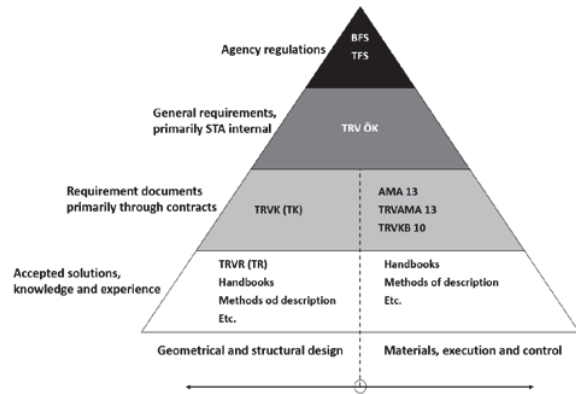 BFS
TFS
Agency regulations
General requirements,
primarily STA internal
TRV ÖK
Requirement documents
primarily through contracts
TRVK (TK)
AMA 13
TRVAMA 13
TRVKB 10
Accepted solutions,
knowledge and experience
TRVR (TR)
Handbooks
Methods od description
Etc.
Handbooks
Methods of description
Etc.
Geometrical and structural design
Materials, execution and control